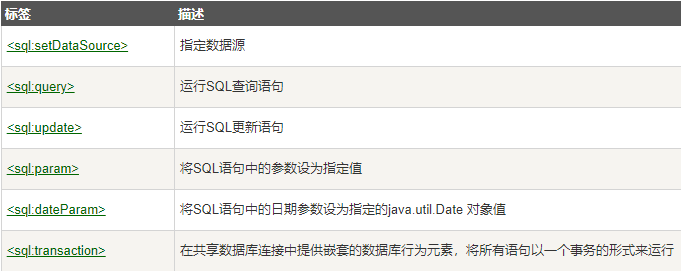 标签 描述
<sql:setDataSource> 指定数据源
<sql:query> 运行SQL查询语句
<sql:update> 运行SQL更新语句
<sql:param> 将SQL语句中的参数设为指定值
<sql:dateParam> 将SQL语句中的日期参数设为指定的java.util.Date 对象值
<sql:transaction> 在共享数据库连接中提供嵌套的数据库行为元素，将所有语句以一个事务的形式来运行